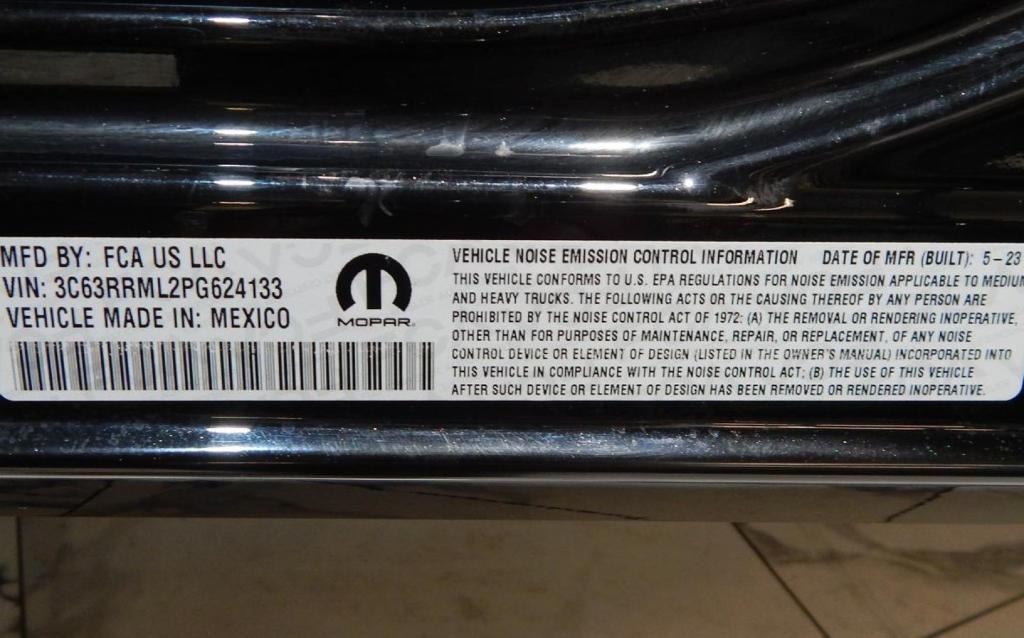 MFD BY: FCA US LLC
VIN: 3C63RRML2PG624133
VEHICLE MADE IN: MEXICO
MOPAR®
VEHICLE NOISE EMISSION CONTROL INFORMATION DATE OF MFR (BUILT): 5-23
THIS VEHICLE CONFORMS TO U.S. EPA REGULATIONS FOR NOISE EMISSION APPLICABLE TO MEDIUM
AND HEAVY TRUCKS. THE FOLLOWING ACTS OR THE CAUSING THEREOF BY ANY PERSON ARE
PROHIBITED BY THE NOISE CONTROL ACT OF 1972: (A) THE REMOVAL OR RENDERING INOPERATIVE,
OTHER THAN FOR PURPOSES OF MAINTENANCE, REPAIR, OR REPLACEMENT, OF ANY NOISE
CONTROL DEVICE OR ELEMENT OF DESIGN (LISTED IN THE OWNER'S MANUAL) INCORPORATED INTO
THIS VEHICLE IN COMPLIANCE WITH THE NOISE CONTROL ACT; (B) THE USE OF THIS VEHICLE
AFTER SUCH DEVICE OR ELEMENT OF DESIGN HAS BEEN REMOVED OR RENDERED INOPERATIVE.